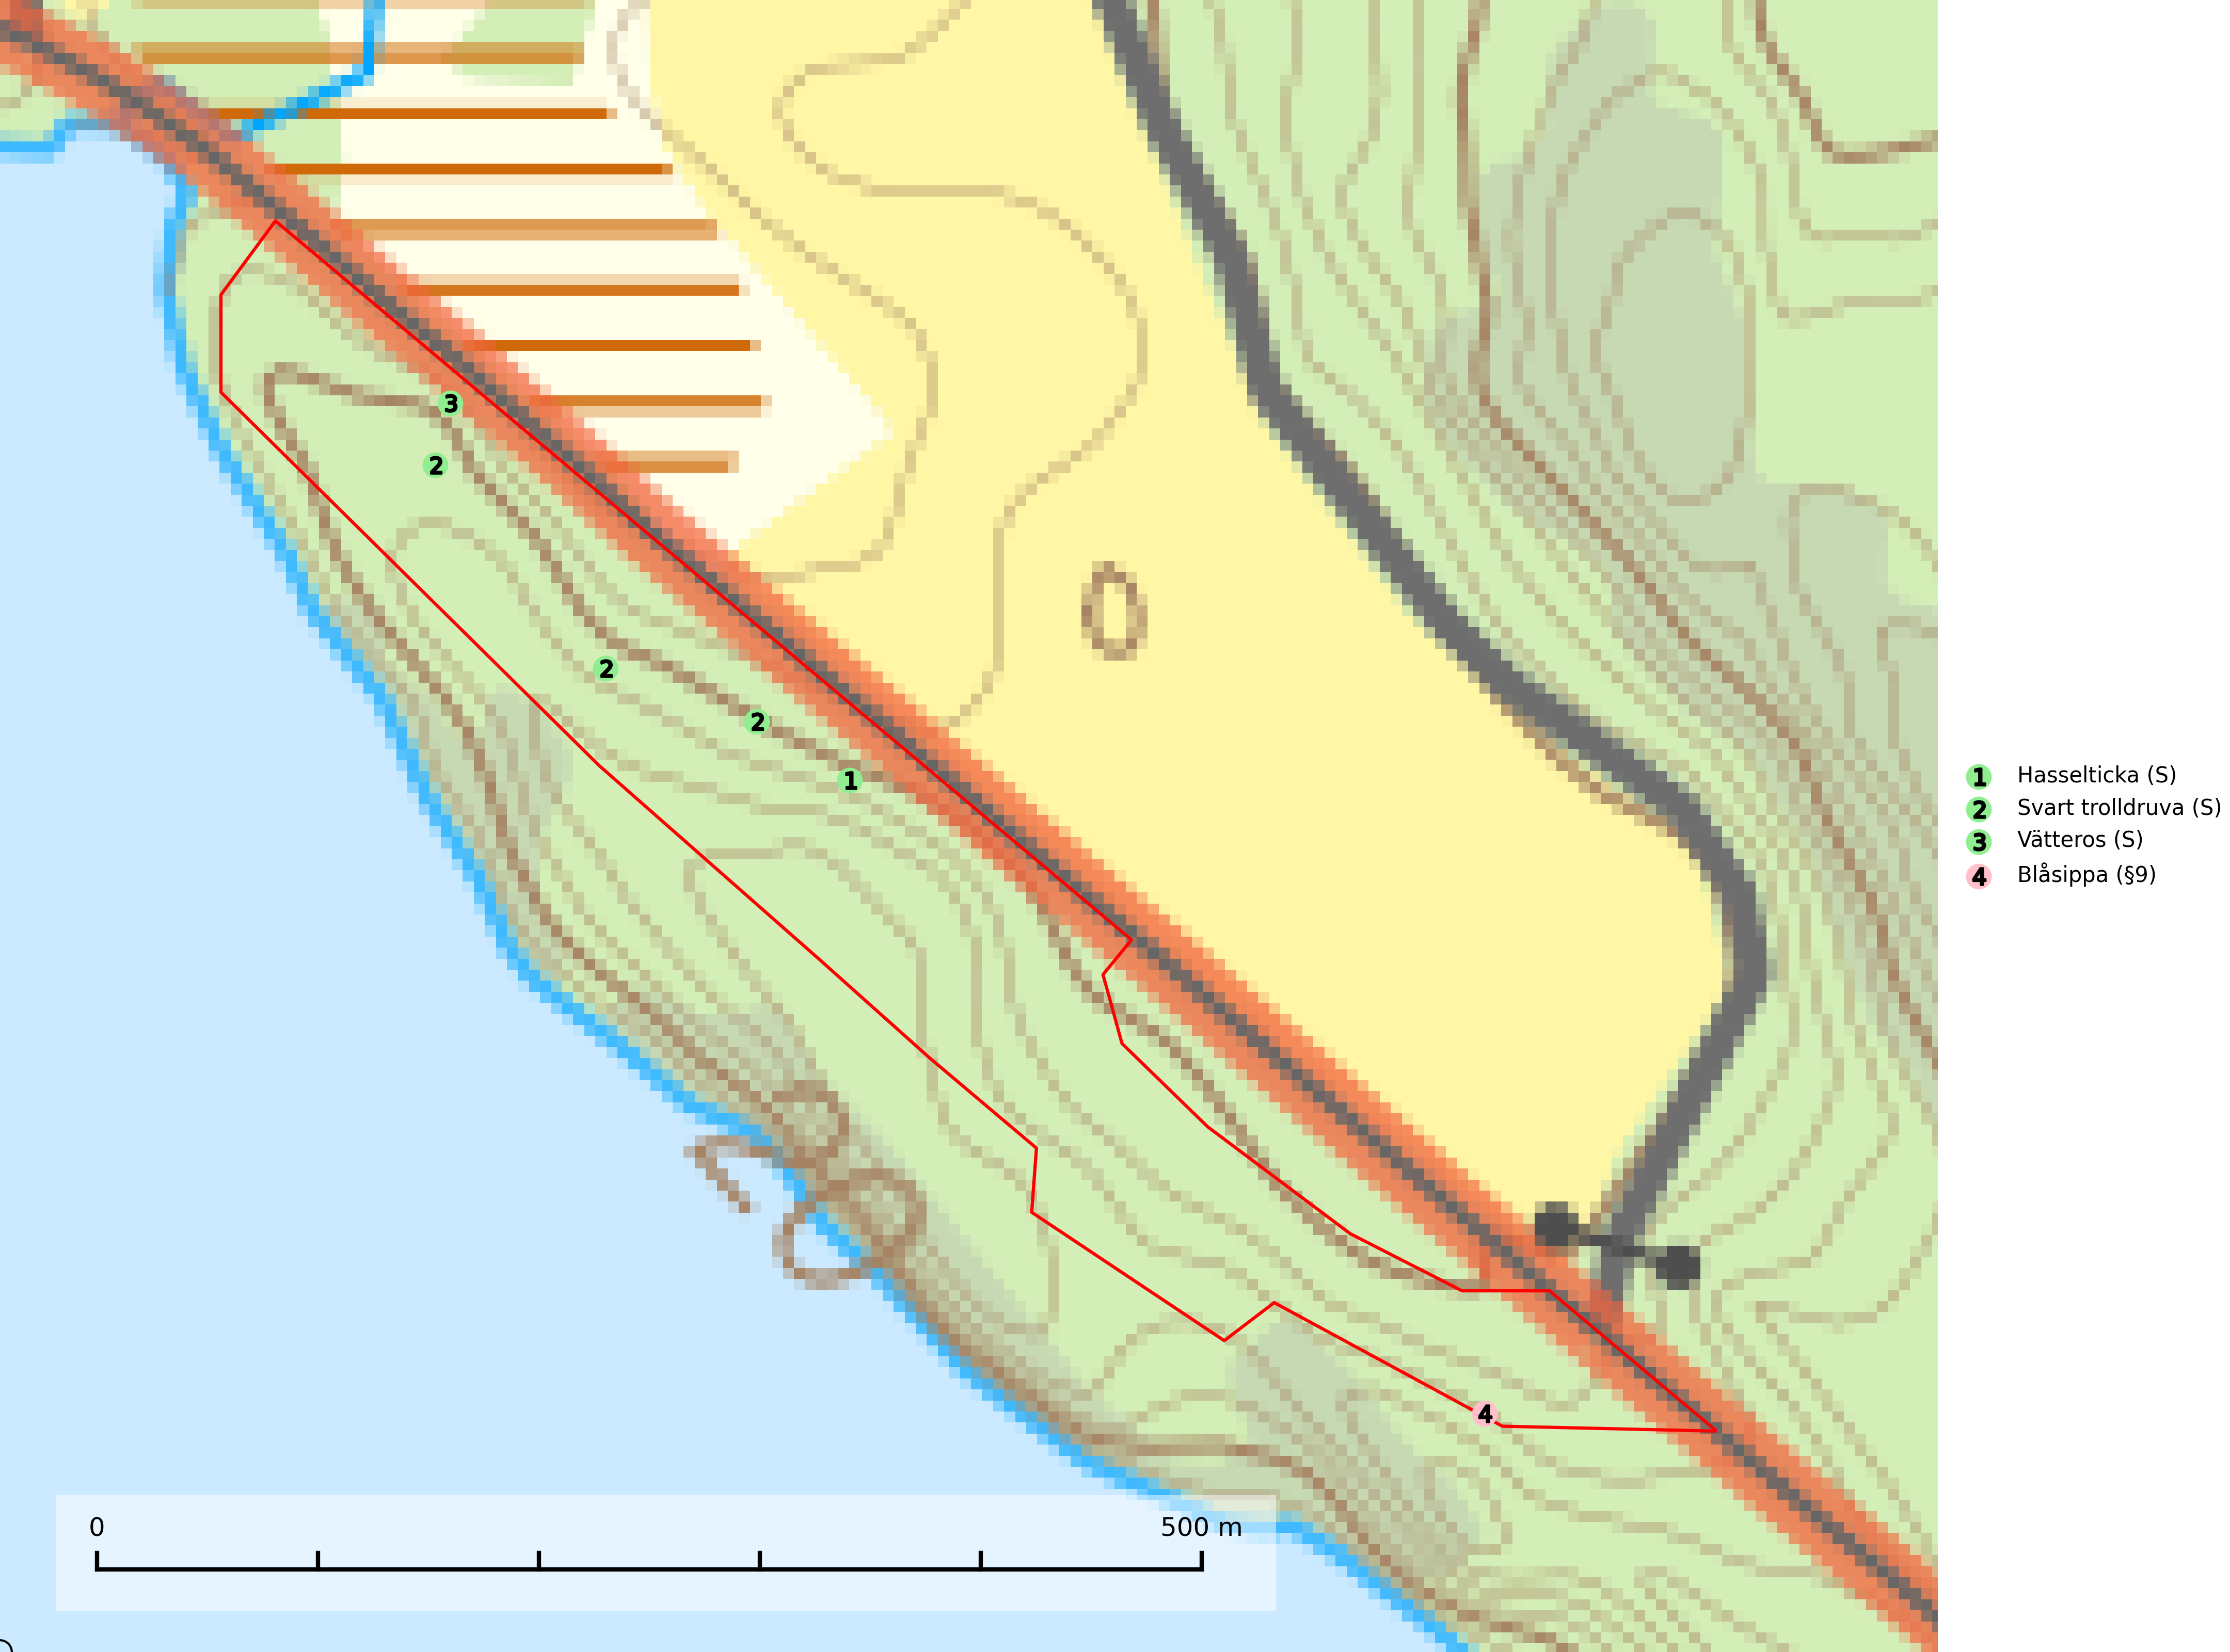 3
2
2
2
1
4
1 Hasselticka (S)
2 Svart trolldruva (S)
3 Vätteros (S)
4 Blåsippa (§9)
0 500 m